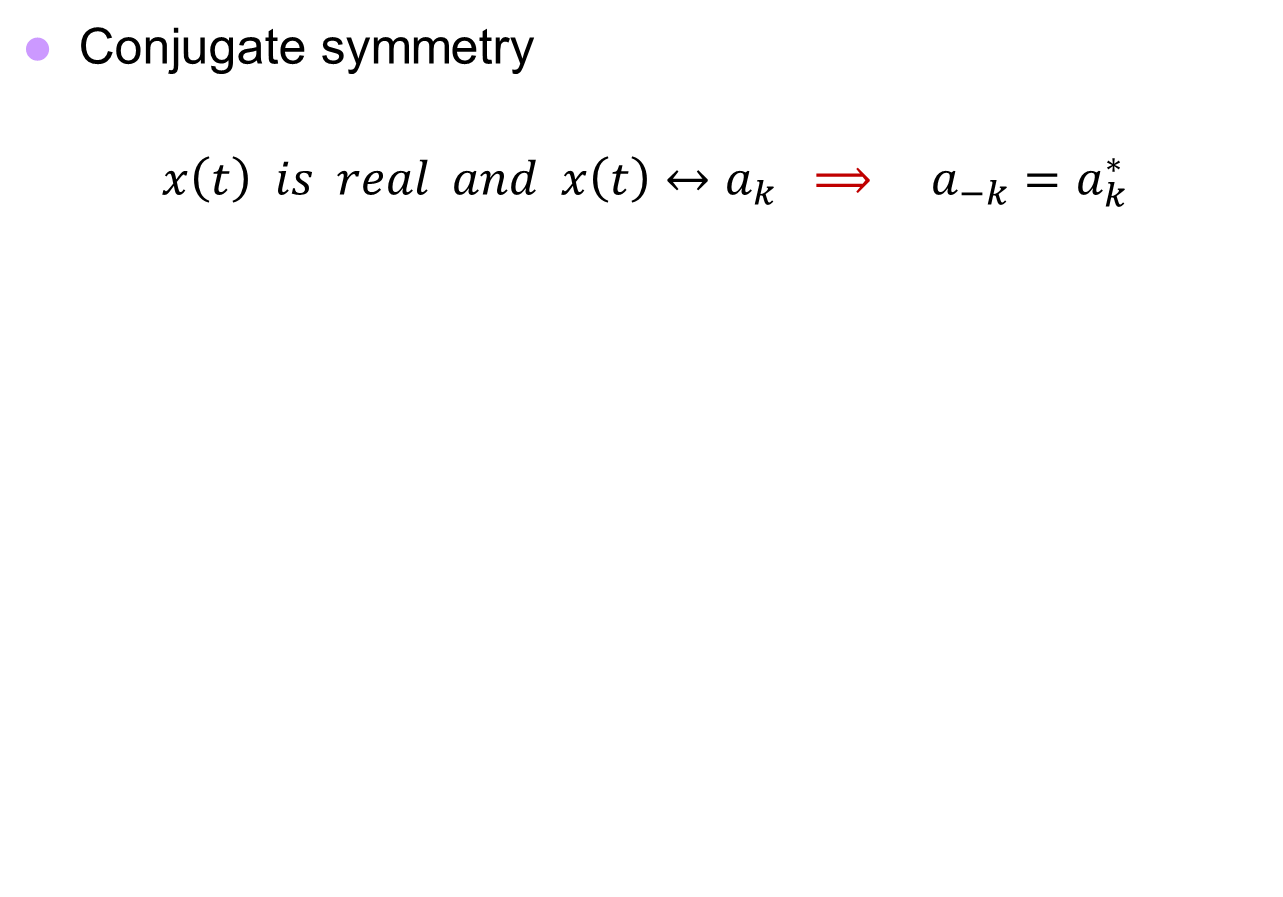 ● Conjugate symmetry
x(t) is real and x(t) ↔ a_k ⟹ a_{−k} = a_k^*